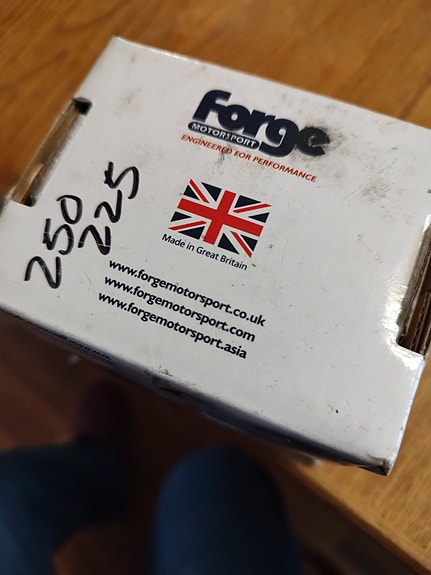 forge
MOTORSPORT
ENGINEERED FOR PERFORMANCE
Made in Great Britain
www.forgemotorsport.co.uk
www.forgemotorsport.com
www.forgemotorsport.asia
250
225